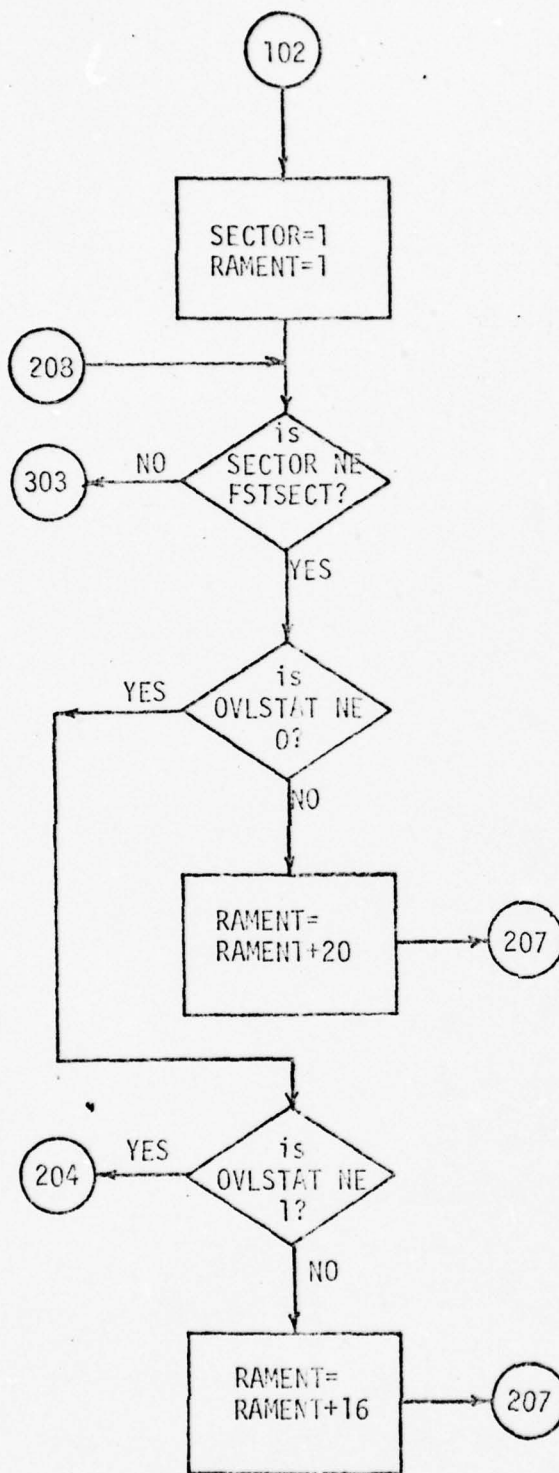 102
SECTOR=1
RAMENT=1
208
is
SECTOR NE
FSTSECT?
NO
303
YES
is
OVLSTAT NE
0?
YES
NO
RAMENT=
RAMENT+20
207
is
OVLSTAT NE
1?
YES
204
NO
RAMENT=
RAMENT+16
207